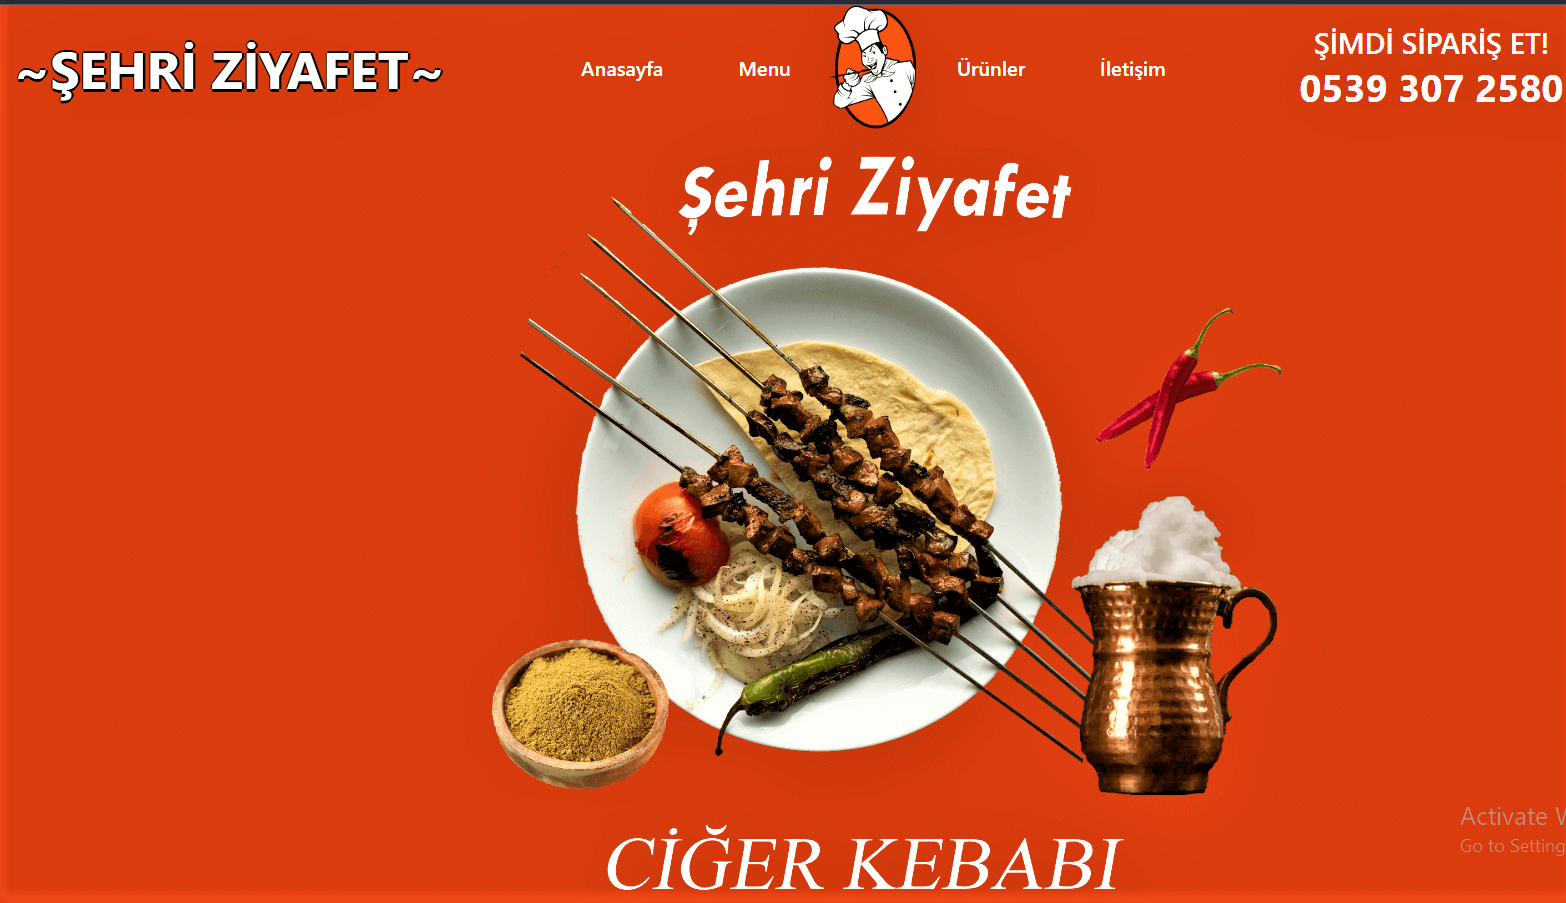 ~ŞEHRİ ZİYAFET~
Anasayfa
Menu
Ürünler
İletişim
ŞİMDİ SİPARİŞ ET!
0539 307 2580
Şehri Ziyafet
CİĞER KEBABI
Activate
Go to Setting